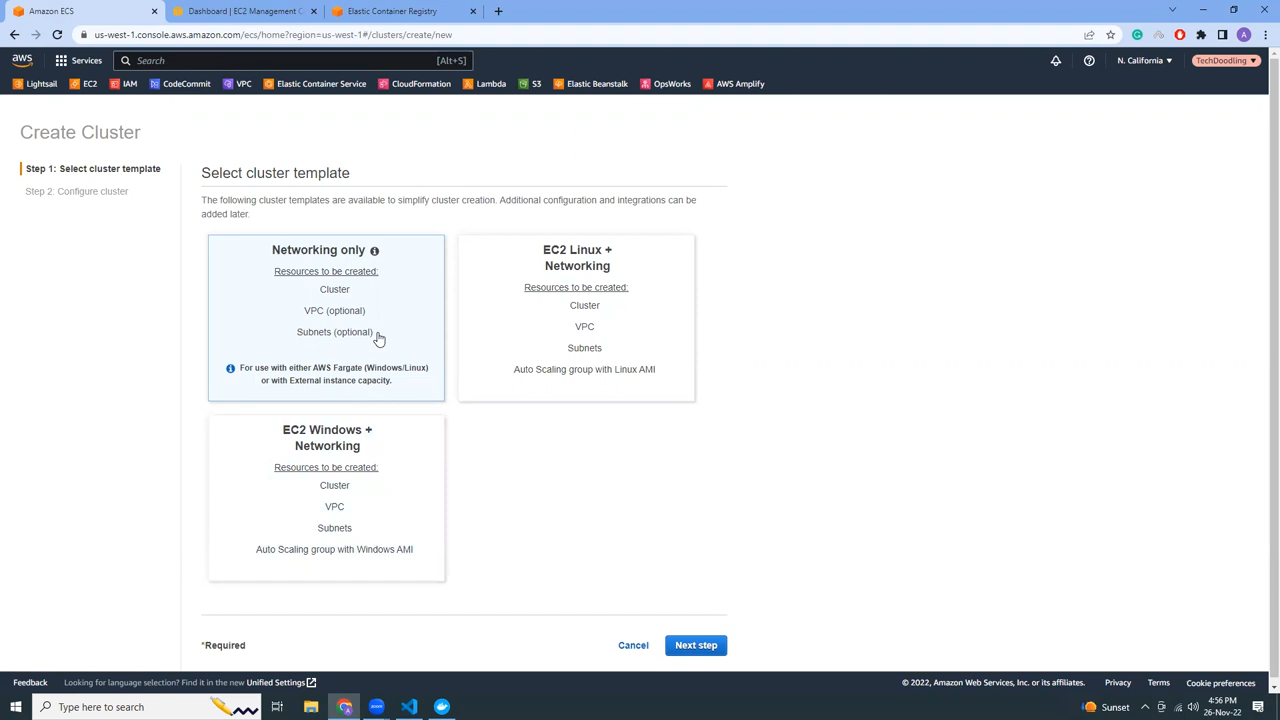 Amazon ECS
Dashboard | EC2 Management C
Elastic Container Registry
us-west-1.console.aws.amazon.com/ecs/home?region=us-west-1#/clusters/create/new
A
aws
Services
Search
[Alt+S]
N. California
TechDoodling
Lightsail
EC2
IAM
CodeCommit
VPC
Elastic Container Service
CloudFormation
Lambda
S3
Elastic Beanstalk
OpsWorks
AWS Amplify
Create Cluster
Step 1: Select cluster template
Step 2: Configure cluster
Select cluster template
The following cluster templates are available to simplify cluster creation. Additional configuration and integrations can be
added later.
Networking only
Resources to be created:
Cluster
VPC (optional)
Subnets (optional)
For use with either AWS Fargate (Windows/Linux)
or with External instance capacity.
EC2 Linux +
Networking
Resources to be created:
Cluster
VPC
Subnets
Auto Scaling group with Linux AMI
EC2 Windows +
Networking
Resources to be created:
Cluster
VPC
Subnets
Auto Scaling group with Windows AMI
*Required
Cancel
Next step
Feedback
Looking for language selection? Find it in the new Unified Settings
© 2022, Amazon Web Services, Inc. or its affiliates.
Privacy
Terms
Cookie preferences
Type here to search
Sunset
4:56 PM
26-Nov-22